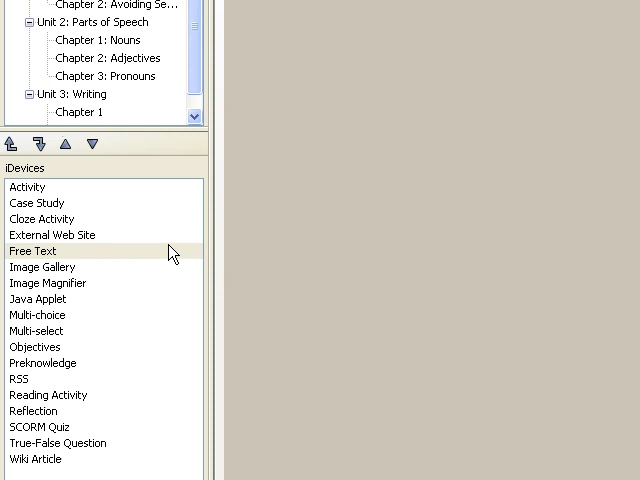 Chapter 2: Avoiding Se...
Unit 2: Parts of Speech
Chapter 1: Nouns
Chapter 2: Adjectives
Chapter 3: Pronouns
Unit 3: Writing
Chapter 1
iDevices
Activity
Case Study
Cloze Activity
External Web Site
Free Text
Image Gallery
Image Magnifier
Java Applet
Multi-choice
Multi-select
Objectives
Preknowledge
RSS
Reading Activity
Reflection
SCORM Quiz
True-False Question
Wiki Article